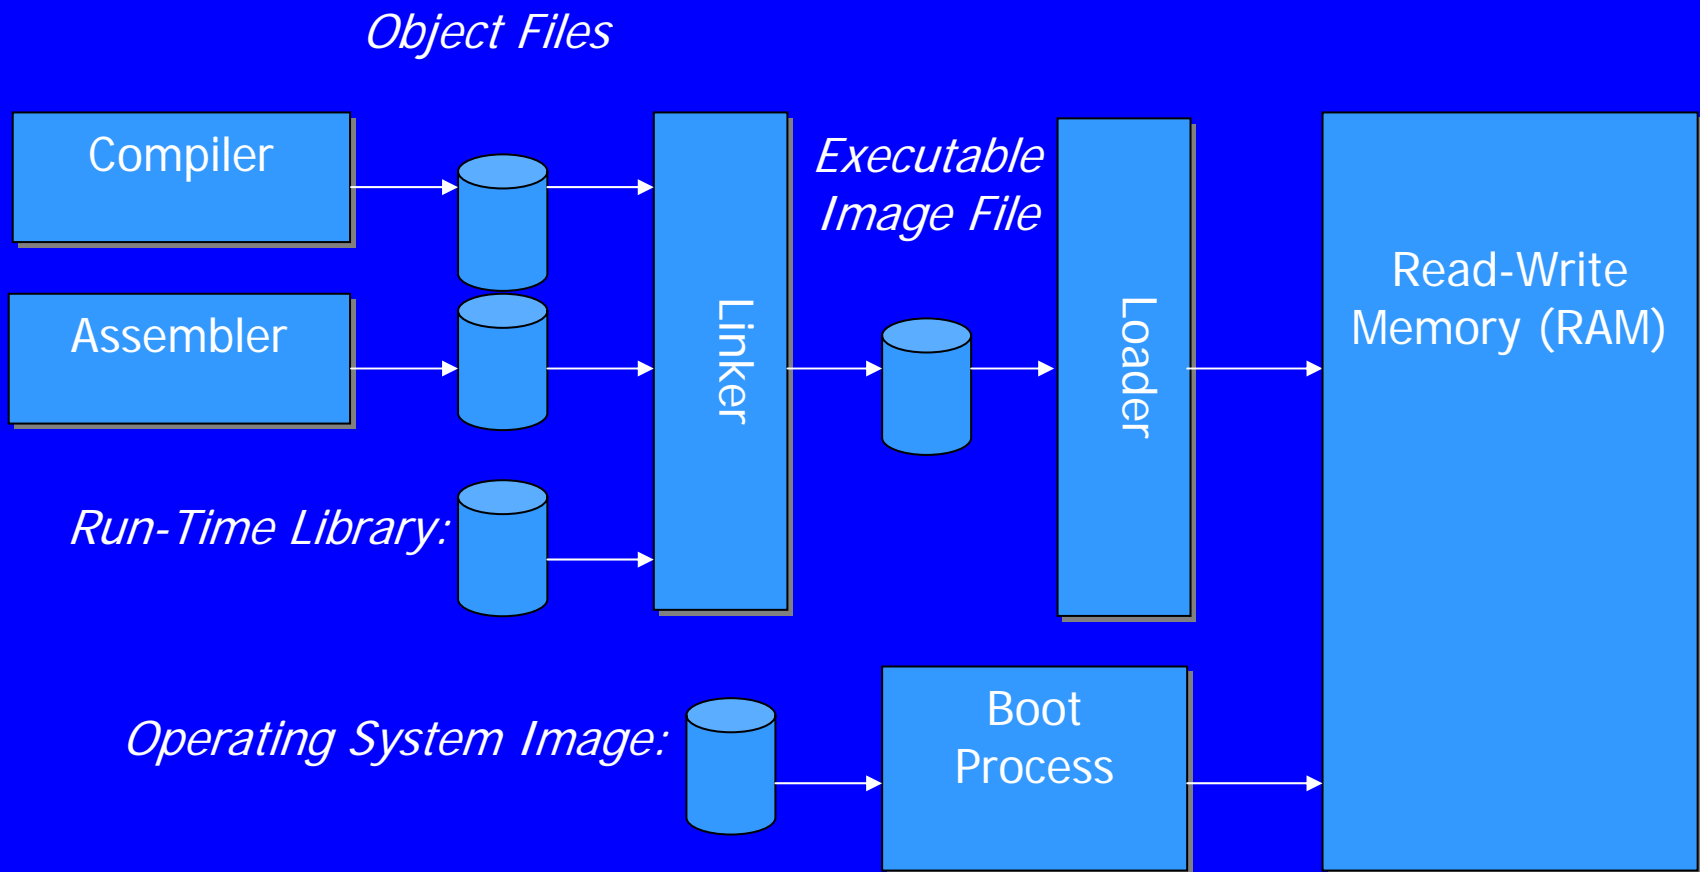 Object Files
Compiler
Executable
Image File
Assembler
Linker
Loader
Read-Write
Memory (RAM)
Run-Time Library:
Operating System Image:
Boot
Process